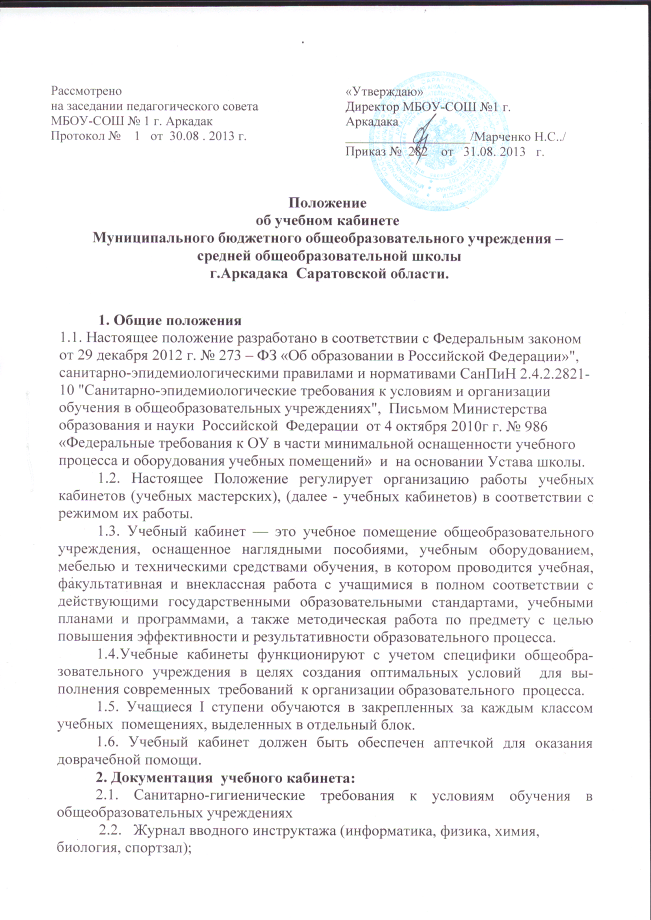 Рассмотрено
на заседании педагогического совета
МБОУ-СОШ № 1 г. Аркадак
Протокол № 1 от 30.08 . 2013 г.
«Утверждаю»
Директор МБОУ-СОШ №1 г.
Аркадака
/Марченко Н.С../
Приказ № 282 от 31.08. 2013 г.
Положение
об учебном кабинете
Муниципального бюджетного общеобразовательного учреждения –
средней общеобразовательной школы
г.Аркадака Саратовской области.
1. Общие положения
1.1. Настоящее положение разработано в соответствии с Федеральным законом
от 29 декабря 2012 г. № 273 – ФЗ «Об образовании в Российской Федерации»",
санитарно-эпидемиологическими правилами и нормативами СанПиН 2.4.2.2821-
10 "Санитарно-эпидемиологические требования к условиям и организации
обучения в общеобразовательных учреждениях", Письмом Министерства
образования и науки Российской Федерации от 4 октября 2010г г. № 986
«Федеральные требования к ОУ в части минимальной оснащенности учебного
процесса и оборудования учебных помещений» и на основании Устава школы.
1.2. Настоящее Положение регулирует организацию работы учебных
кабинетов (учебных мастерских), (далее - учебных кабинетов) в соответствии с
режимом их работы.
1.3. Учебный кабинет — это учебное помещение общеобразовательного
учреждения, оснащенное наглядными пособиями, учебным оборудованием,
мебелью и техническими средствами обучения, в котором проводится учебная,
факультативная и внеклассная работа с учащимися в полном соответствии с
действующими государственными образовательными стандартами, учебными
планами и программами, а также методическая работа по предмету с целью
повышения эффективности и результативности образовательного процесса.
1.4.Учебные кабинеты функционируют с учетом специфики общеобра-
зовательного учреждения в целях создания оптимальных условий для вы-
полнения современных требований к организации образовательного процесса.
1.5. Учащиеся I ступени обучаются в закрепленных за каждым классом
учебных помещениях, выделенных в отдельный блок.
1.6. Учебный кабинет должен быть обеспечен аптечкой для оказания
доврачебной помощи.
2. Документация учебного кабинета:
2.1. Санитарно-гигиенические требования к условиям обучения в
общеобразовательных учреждениях
2.2. Журнал вводного инструктажа (информатика, физика, химия,
биология, спортзал);